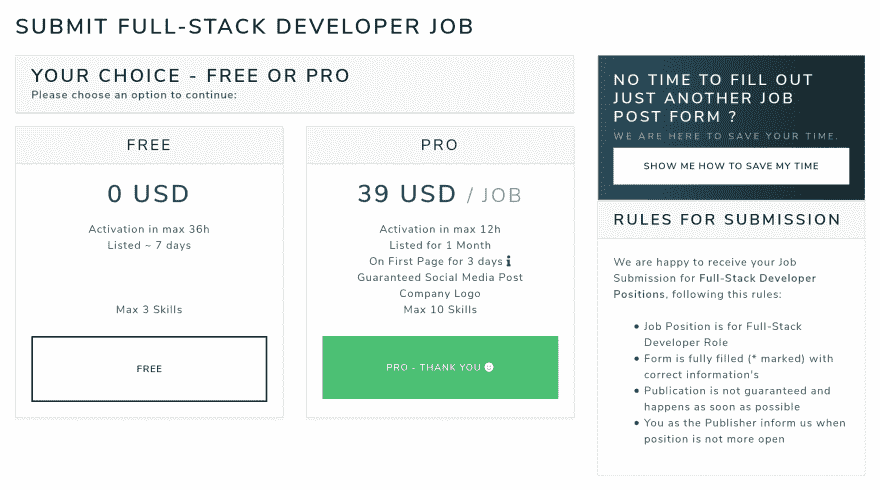 SUBMIT FULL-STACK DEVELOPER JOB
YOUR CHOICE - FREE OR PRO
Please choose an option to continue:
FREE
0 USD
Activation in max 36h
Listed ~ 7 days
Max 3 Skills
FREE
PRO
39 USD / JOB
Activation in max 12h
Listed for 1 Month
On First Page for 3 days
Guaranteed Social Media Post
Company Logo
Max 10 Skills
PRO - THANK YOU
NO TIME TO FILL OUT
JUST ANOTHER JOB
POST FORM ?
WE ARE HERE TO SAVE YOUR TIME.
SHOW ME HOW TO SAVE MY TIME
RULES FOR SUBMISSION
We are happy to receive your Job
Submission for Full-Stack Developer
Positions, following this rules:
Job Position is for Full-Stack
Developer Role
Form is fully filled (* marked) with
correct information's
Publication is not guaranteed and
happens as soon as possible
You as the Publisher inform us when
position is not more open